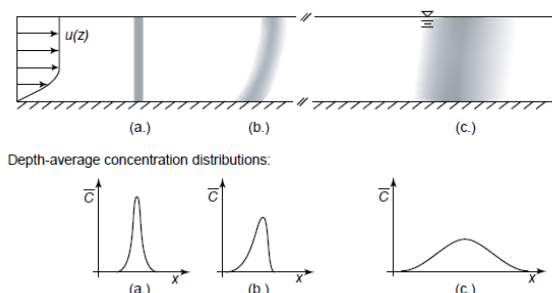 u(z)
(a.) (b.) (c.)
Depth-average concentration distributions:
C C C
x x x
(a.) (b.) (c.)